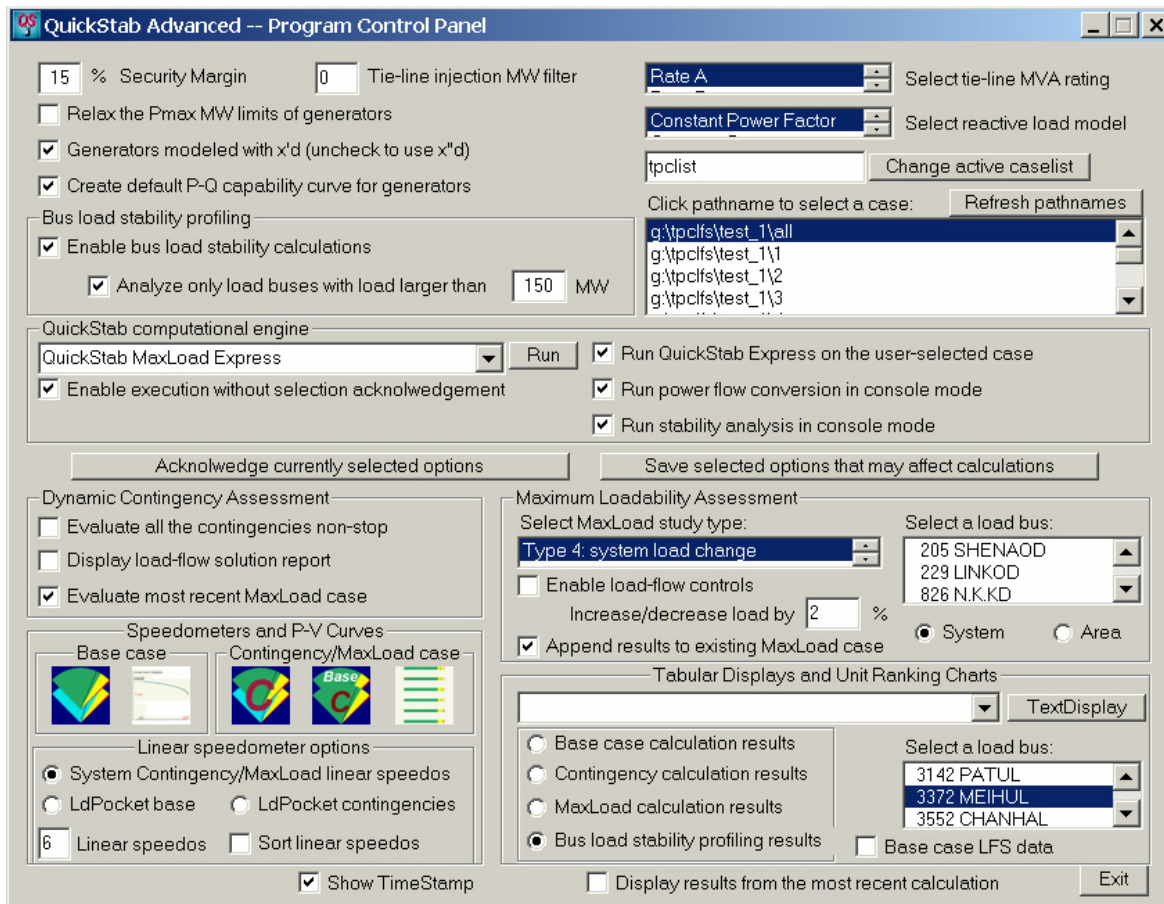 QS QuickStab Advanced -- Program Control Panel
15 % Security Margin 0 Tie-line injection MW filter
Rate A Select tie-line MVA rating
Relax the Pmax MW limits of generators
Constant Power Factor Select reactive load model
Generators modeled with x'd (uncheck to use x"d)
tpclist Change active caselist
Create default P-Q capability curve for generators
Click pathname to select a case: Refresh pathnames
Bus load stability profiling
g:\tpclfs\test_1\all
Enable bus load stability calculations
g:\tpclfs\test_1\1
g:\tpclfs\test_1\2
Analyze only load buses with load larger than 150 MW
g:\tpclfs\test_1\3
QuickStab computational engine
QuickStab MaxLoad Express Run Run QuickStab Express on the user-selected case
Enable execution without selection acknolwedgement Run power flow conversion in console mode
Run stability analysis in console mode
Acknolwedge currently selected options Save selected options that may affect calculations
Dynamic Contingency Assessment
Evaluate all the contingencies non-stop
Display load-flow solution report
Evaluate most recent MaxLoad case
Maximum Loadability Assessment
Select MaxLoad study type: Select a load bus:
Type 4: system load change 205 SHENAOD
229 LINKOD
Enable load-flow controls 826 N.K.KD
Increase/decrease load by 2 % System Area
Append results to existing MaxLoad case
Speedometers and P-V Curves
Base case Contingency/MaxLoad case
C Base C
Linear speedometer options
System Contingency/MaxLoad linear speedos
LdPocket base LdPocket contingencies
6 Linear speedos Sort linear speedos
Tabular Displays and Unit Ranking Charts
TextDisplay
Base case calculation results Select a load bus:
Contingency calculation results 3142 PATUL
MaxLoad calculation results 3372 MEIHUL
3552 CHANHAL
Bus load stability profiling results Base case LFS data
Show TimeStamp Display results from the most recent calculation Exit